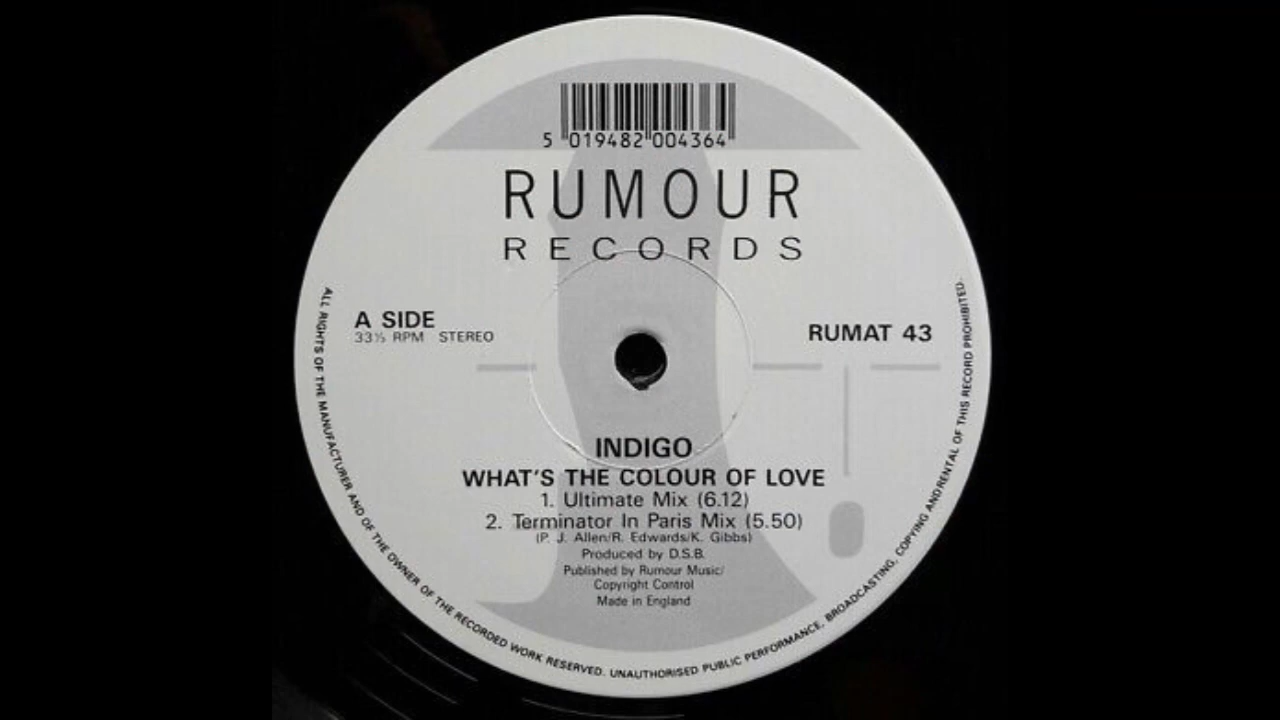 5 019482 004364
RUMOUR
RECORDS
A SIDE
33⅓ RPM STEREO
RUMAT 43
INDIGO
WHAT'S THE COLOUR OF LOVE
1. Ultimate Mix (6.12)
2. Terminator In Paris Mix (5.50)
(P. J. Allen/R. Edwards/K. Gibbs)
Produced by D.S.B.
Published by Rumour Music/
Copyright Control
Made in England
ALL RIGHTS OF THE MANUFACTURER AND OF THE OWNER OF THE RECORDED WORK RESERVED. UNAUTHORISED PUBLIC PERFORMANCE, BROADCASTING, COPYING AND RENTAL OF THIS RECORD PROHIBITED.